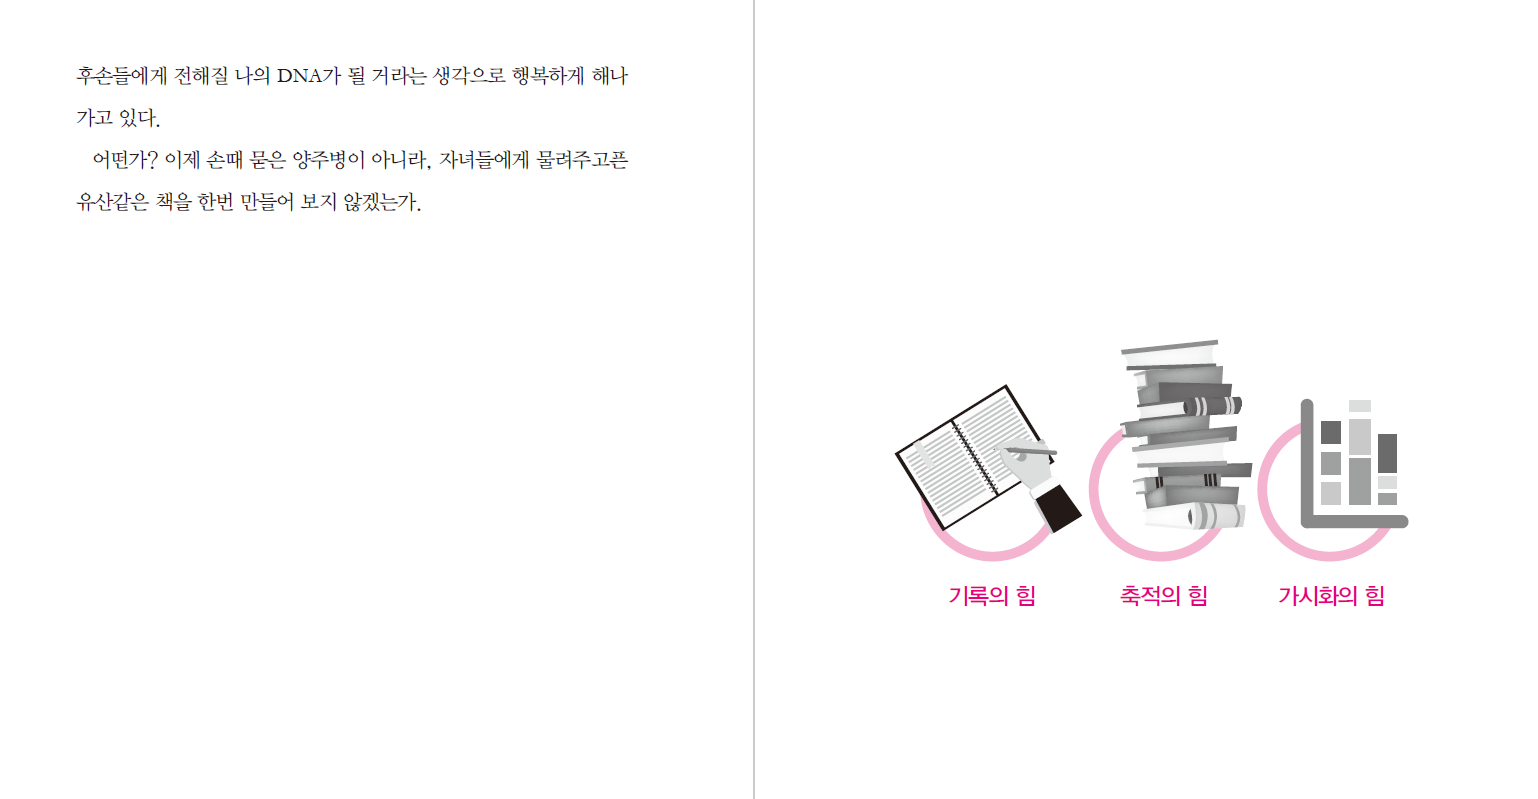 후손들에게 전해질 나의 DNA가 될 거라는 생각으로 행복하게 해나
가고 있다.
어떤가? 이제 손때 묻은 양주병이 아니라, 자녀들에게 물려주고픈
유산같은 책을 한번 만들어 보지 않겠는가.
기록의 힘
축적의 힘
가시화의 힘